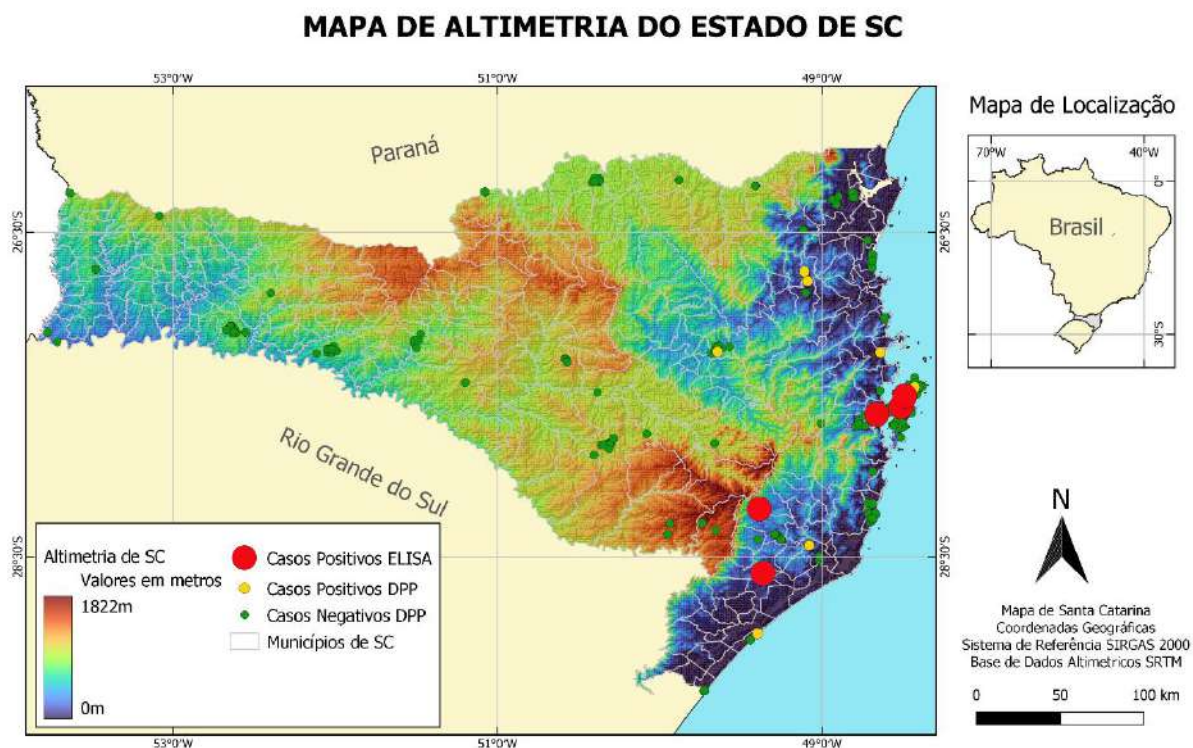 MAPA DE ALTIMETRIA DO ESTADO DE SC
53°0'W 51°0'W 49°0'W
Paraná
26°30'S 26°30'S
Rio Grande do Sul
28°30'S 28°30'S
Altimetria de SC
Valores em metros
1822m
0m
Casos Positivos ELISA
Casos Positivos DPP
Casos Negativos DPP
Municípios de SC
53°0'W 51°0'W 49°0'W
Mapa de Localização
70°W 40°W
0°
Brasil
30°S
N
Mapa de Santa Catarina
Coordenadas Geográficas
Sistema de Referência SIRGAS 2000
Base de Dados Altimetricos SRTM
0 50 100 km